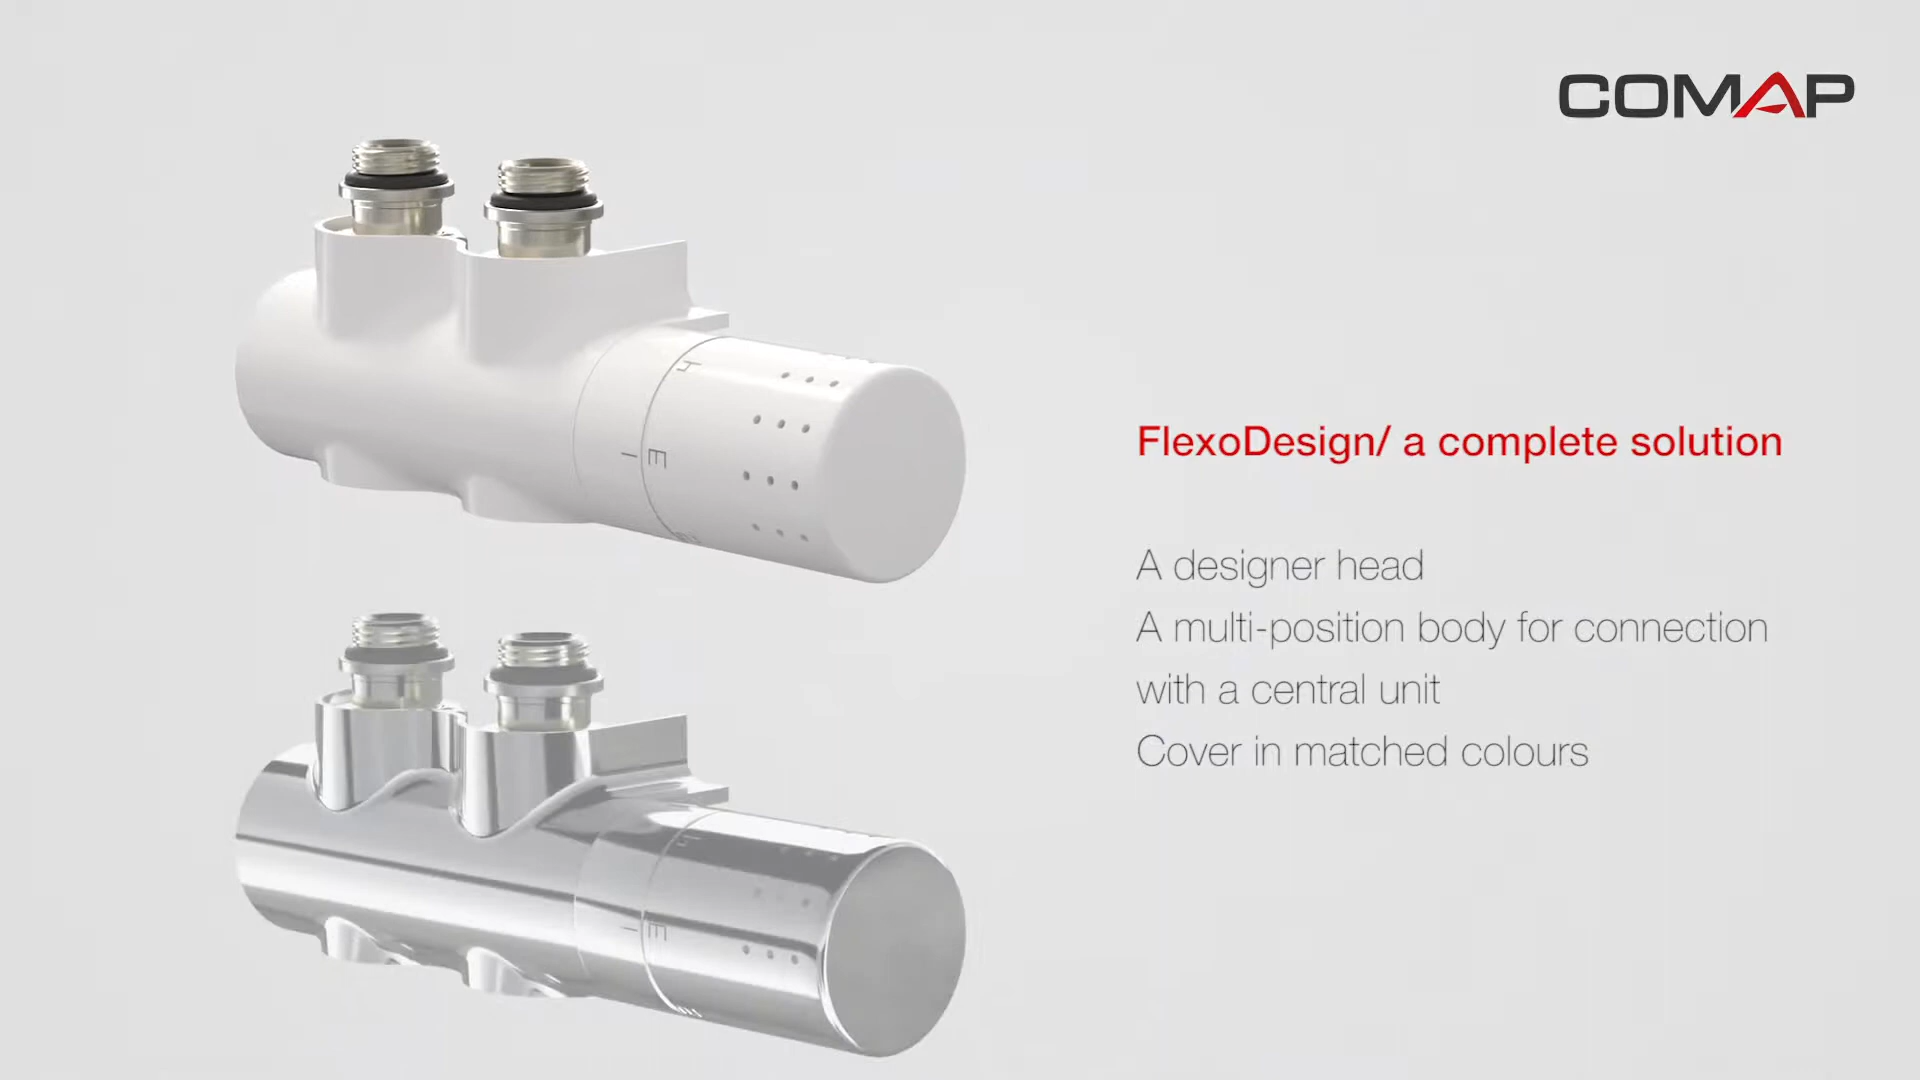 COMAP
FlexoDesign/ a complete solution
A designer head
A multi-position body for connection
with a central unit
Cover in matched colours